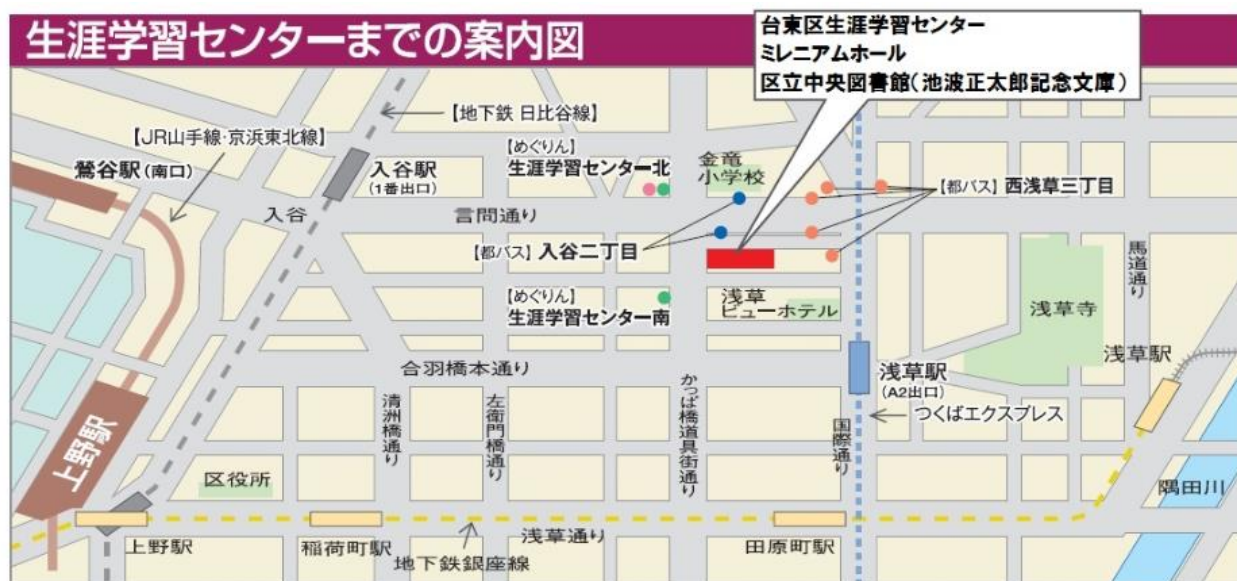 生涯学習センターまでの案内図
台東区生涯学習センター
ミレニアムホール
区立中央図書館(池波正太郎記念文庫)
【地下鉄 日比谷線】
【JR山手線・京浜東北線】
鶯谷駅(南口)
入谷駅
(1番出口)
【めぐりん】
生涯学習センター北
金竜
小学校
【都バス】西浅草三丁目
入谷
言問通り
【都バス】入谷二丁目
馬道通り
【めぐりん】
生涯学習センター南
浅草
ビューホテル
浅草寺
浅草駅
合羽橋本通り
浅草駅
(A2出口)
つくばエクスプレス
清洲橋通り
左衛門橋通り
かっぱ橋道具街通り
国際通り
上野駅
区役所
隅田川
上野駅
稲荷町駅
地下鉄銀座線
浅草通り
田原町駅